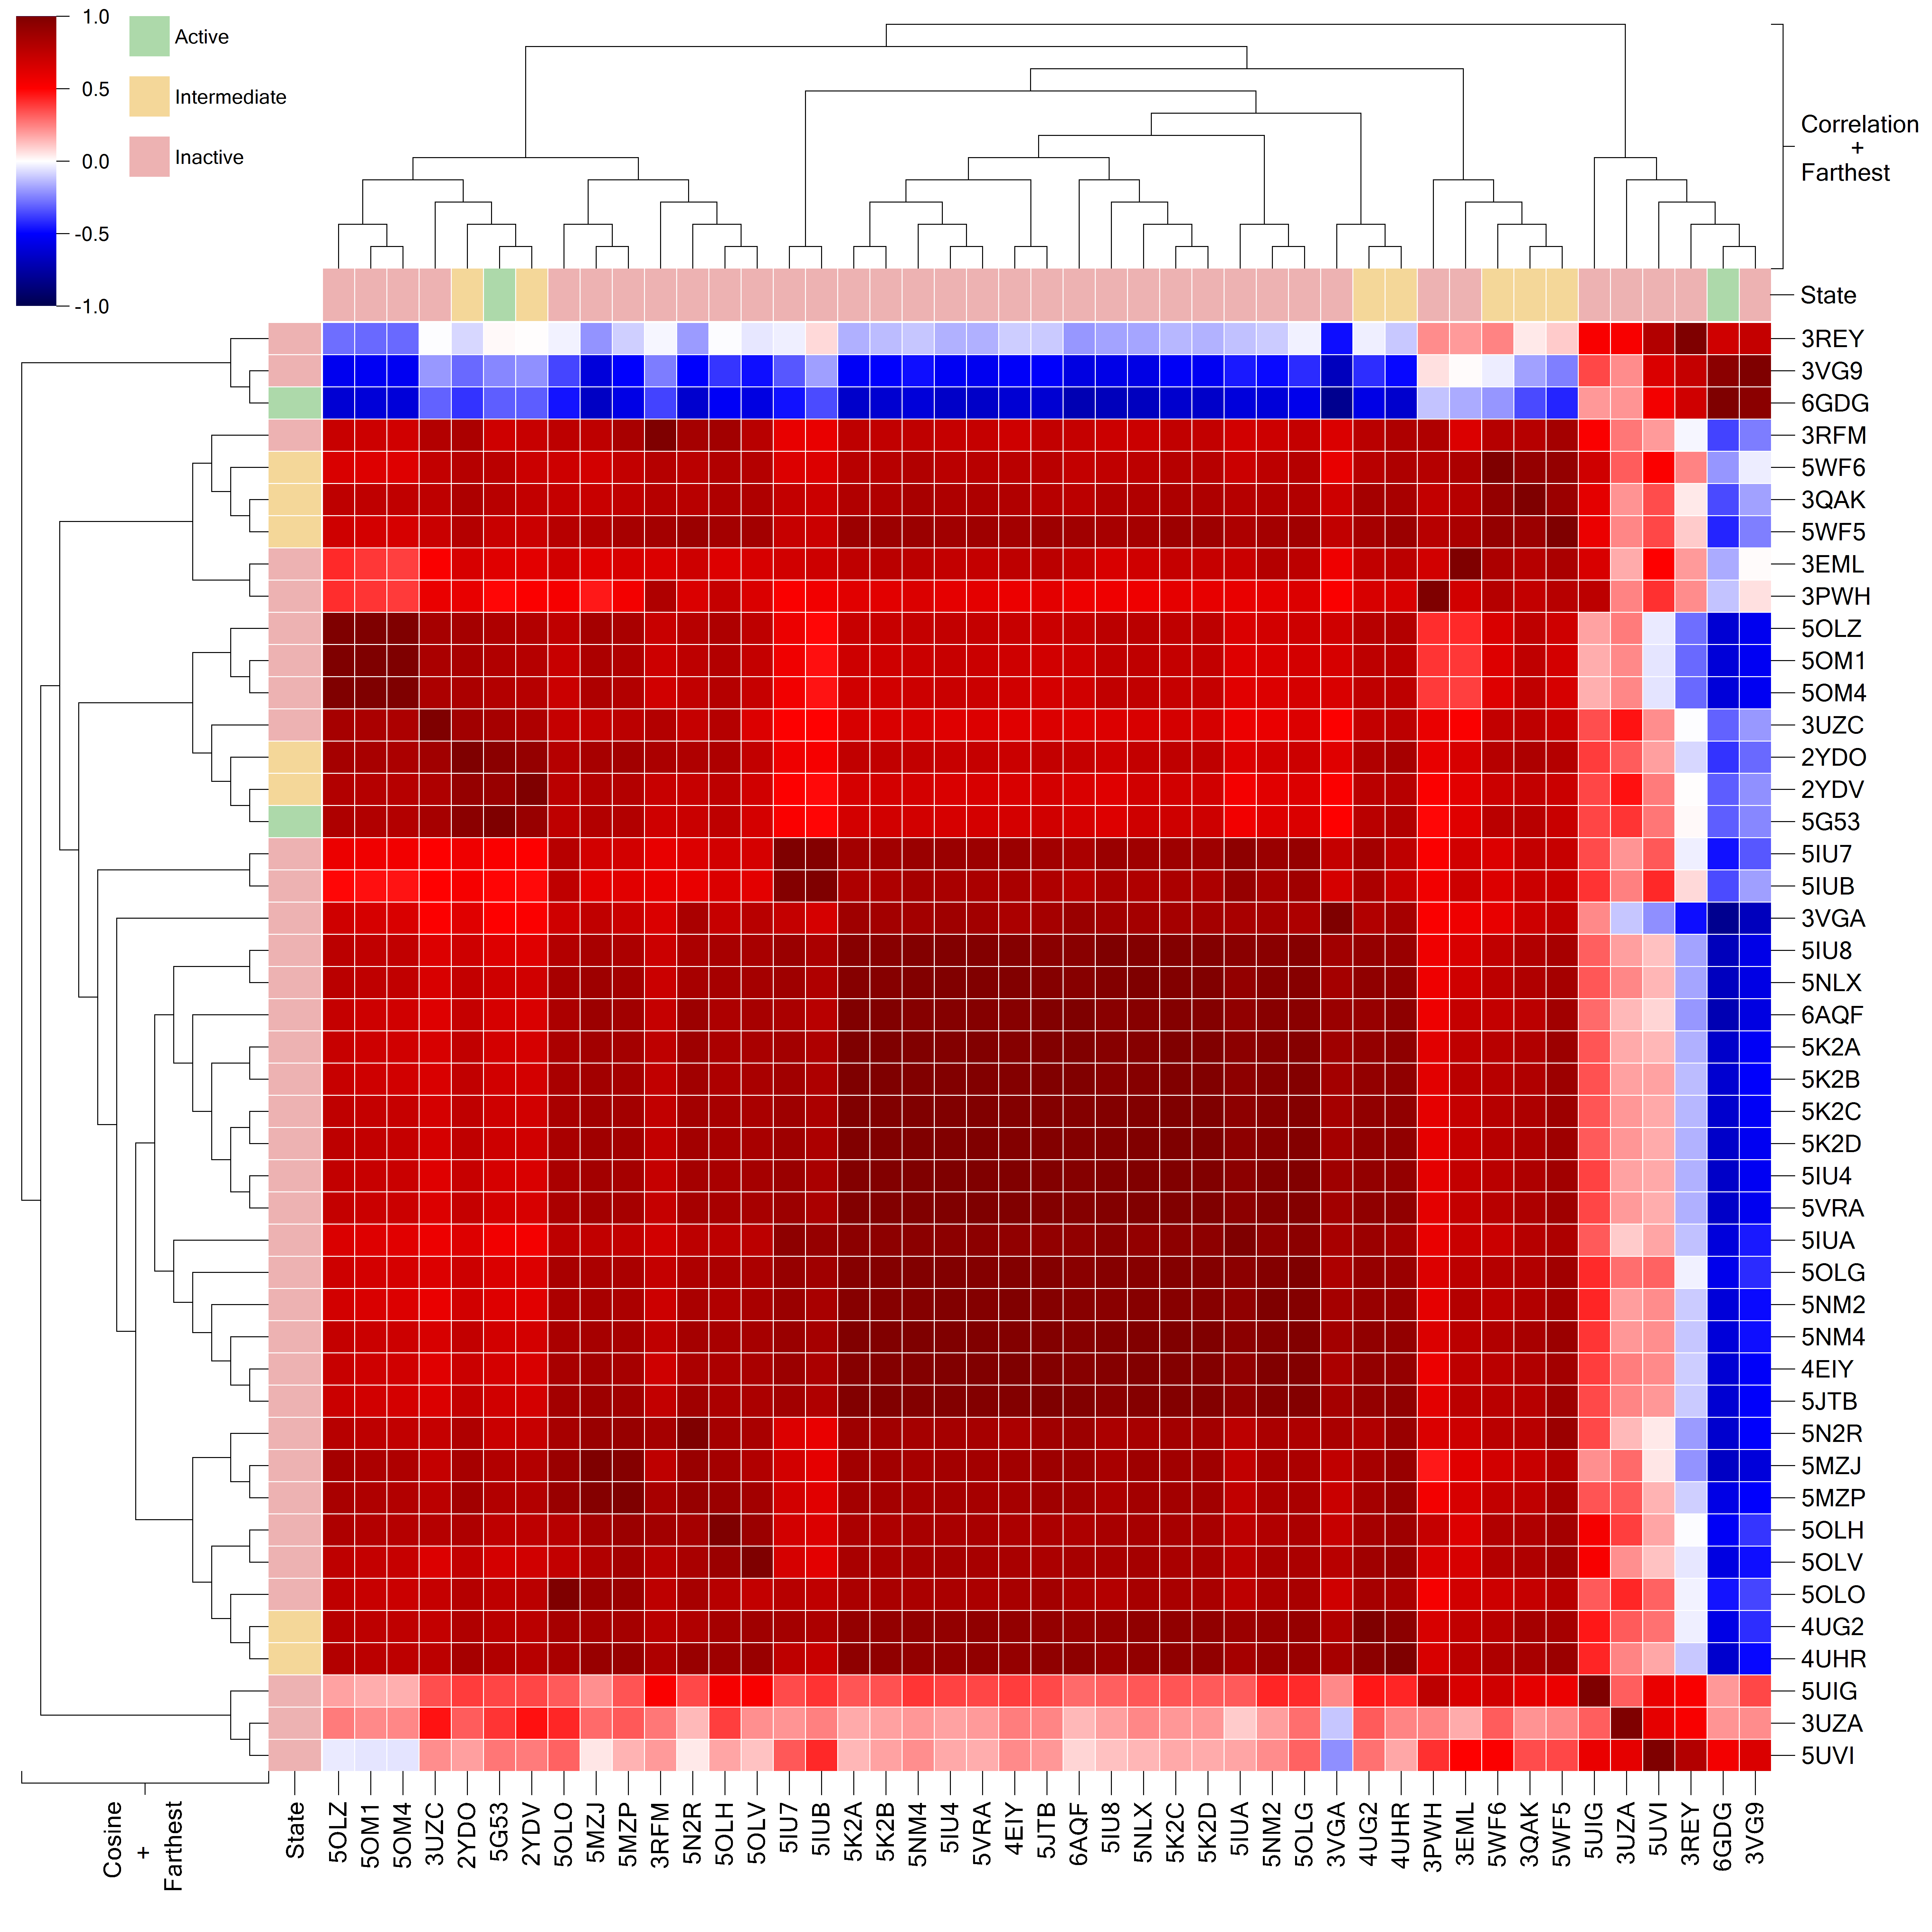 1.0
0.5
0.0
-0.5
-1.0
Active
Intermediate
Inactive
Correlation
+
Farthest
State
3REY
3VG9
6GDG
3RFM
5WF6
3QAK
5WF5
3EML
3PWH
5OLZ
5OM1
5OM4
3UZC
2YDO
2YDV
5G53
5IU7
5IUB
3VGA
5IU8
5NLX
6AQF
5K2A
5K2B
5K2C
5K2D
5IU4
5VRA
5IUA
5OLG
5NM2
5NM4
4EIY
5JTB
5N2R
5MZJ
5MZP
5OLH
5OLV
5OLO
4UG2
4UHR
5UIG
3UZA
5UVI
Cosine
+
Farthest
State
5OLZ
5OM1
5OM4
3UZC
2YDO
5G53
2YDV
5OLO
5MZJ
5MZP
3RFM
5N2R
5OLH
5OLV
5IU7
5IUB
5K2A
5K2B
5NM4
5IU4
5VRA
4EIY
5JTB
6AQF
5IU8
5NLX
5K2C
5K2D
5IUA
5NM2
5OLG
3VGA
4UG2
4UHR
3PWH
3EML
5WF6
3QAK
5WF5
5UIG
3UZA
5UVI
3REY
6GDG
3VG9